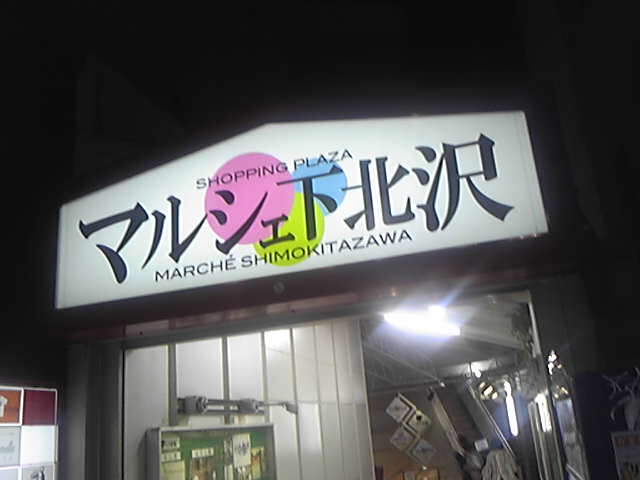 SHOPPING PLAZA
マルシェ下北沢
MARCHÉ SHIMOKITAZAWA